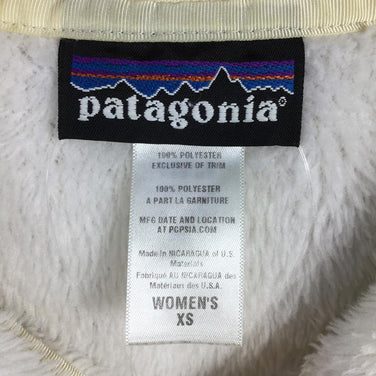 patagonia®
100% POLYESTER
EXCLUSIVE OF TRIM
100% POLYESTER
A PART LA GARNITURE
MFG DATE AND LOCATION
AT PCPSIA.COM
Made in NICARAGUA of U.S.
Materials
Fabriqué AU NICARAGUA des
Matériaux des U.S.A.
WOMEN'S
XS